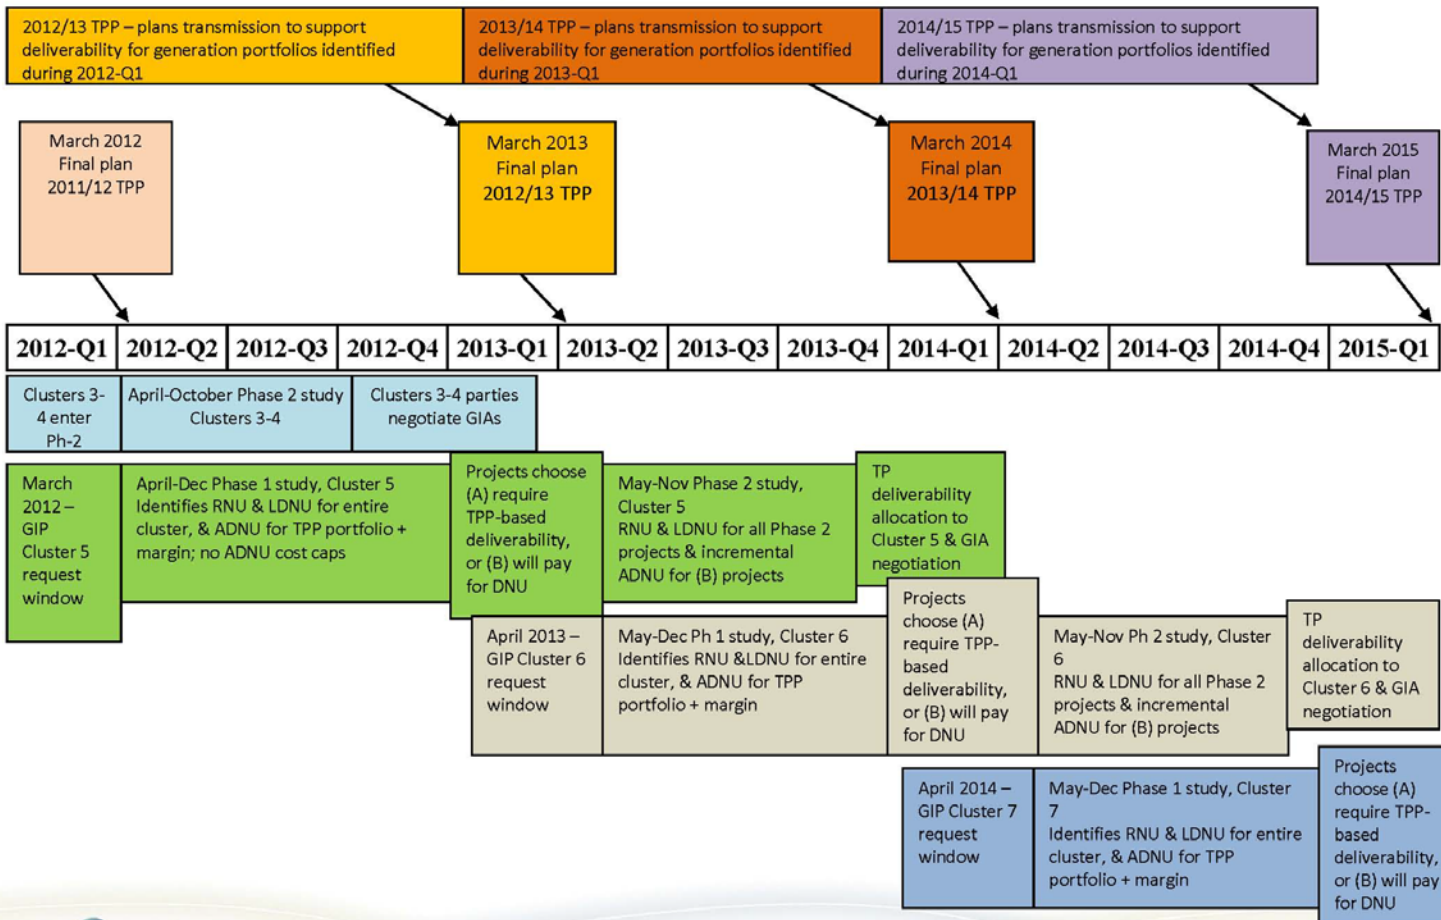 2012/13 TPP – plans transmission to support
deliverability for generation portfolios identified
during 2012-Q1
2013/14 TPP – plans transmission to support
deliverability for generation portfolios identified
during 2013-Q1
2014/15 TPP – plans transmission to support
deliverability for generation portfolios identified
during 2014-Q1
March 2012
Final plan
2011/12 TPP
March 2013
Final plan
2012/13 TPP
March 2014
Final plan
2013/14 TPP
March 2015
Final plan
2014/15 TPP
2012-Q1 2012-Q2 2012-Q3 2012-Q4 2013-Q1 2013-Q2 2013-Q3 2013-Q4 2014-Q1 2014-Q2 2014-Q3 2014-Q4 2015-Q1
Clusters 3-
4 enter
Ph-2
April-October Phase 2 study
Clusters 3-4
Clusters 3-4 parties
negotiate GIAs
March
2012 –
GIP
Cluster 5
request
window
April-Dec Phase 1 study, Cluster 5
Identifies RNU & LDNU for entire
cluster, & ADNU for TPP portfolio +
margin; no ADNU cost caps
Projects choose
(A) require
TPP-based
deliverability,
or (B) will pay
for DNU
May-Nov Phase 2 study,
Cluster 5
RNU & LDNU for all Phase 2
projects & incremental
ADNU for (B) projects
TP
deliverability
allocation to
Cluster 5 & GIA
negotiation
April 2013 –
GIP Cluster 6
request
window
May-Dec Ph 1 study, Cluster 6
Identifies RNU &LDNU for entire
cluster, & ADNU for TPP
portfolio + margin
Projects
choose (A)
require TPP-
based
deliverability,
or (B) will pay
for DNU
May-Nov Ph 2 study, Cluster
6
RNU & LDNU for all Phase 2
projects & incremental
ADNU for (B) projects
TP
deliverability
allocation to
Cluster 6 & GIA
negotiation
April 2014 –
GIP Cluster 7
request
window
May-Dec Phase 1 study, Cluster
7
Identifies RNU & LDNU for entire
cluster, & ADNU for TPP
portfolio + margin
Projects
choose (A)
require TPP-
based
deliverability,
or (B) will pay
for DNU